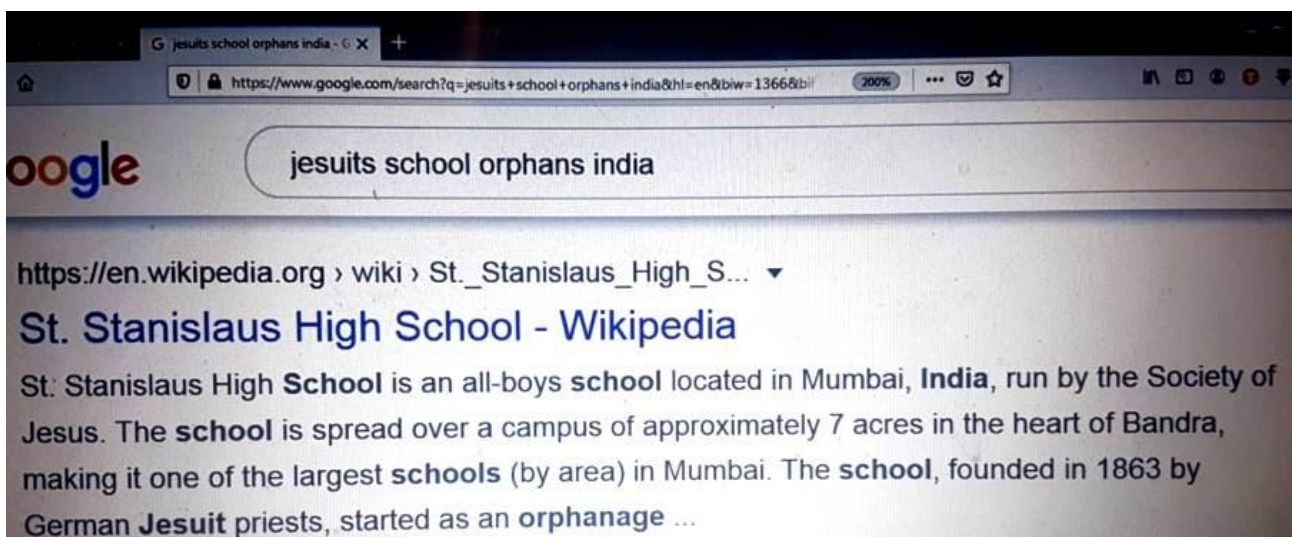 G jesuits school orphans india - G X +
https://www.google.com/search?q=jesuits+school+orphans+india&hl=en&biw=1366&bi 200%
oogle jesuits school orphans india
https://en.wikipedia.org › wiki › St._Stanislaus_High_S...
St. Stanislaus High School - Wikipedia
St. Stanislaus High School is an all-boys school located in Mumbai, India, run by the Society of
Jesus. The school is spread over a campus of approximately 7 acres in the heart of Bandra,
making it one of the largest schools (by area) in Mumbai. The school, founded in 1863 by
German Jesuit priests, started as an orphanage ...